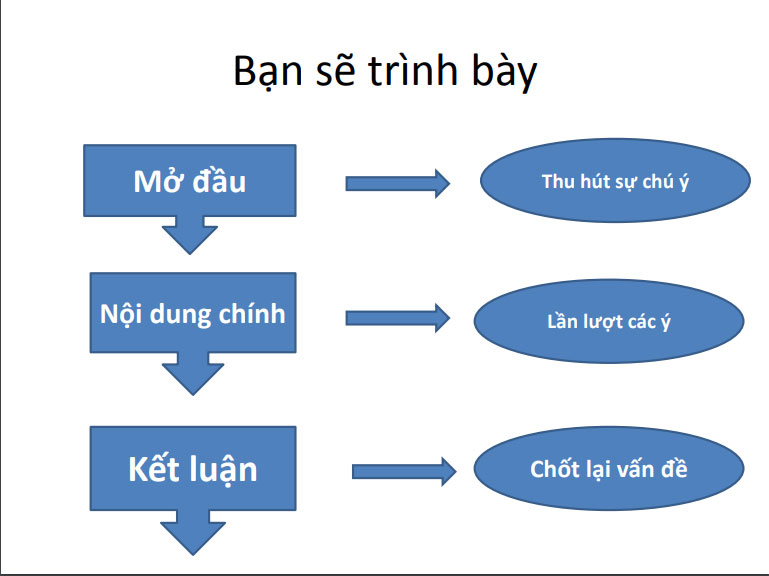 Bạn sẽ trình bày
Mở đầu
Thu hút sự chú ý
Nội dung chính
Lần lượt các ý
Kết luận
Chốt lại vấn đề